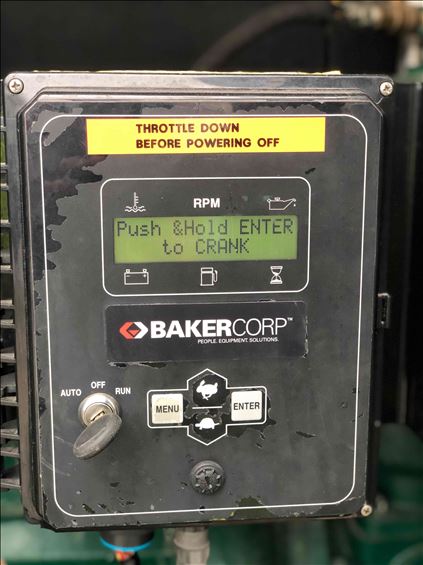 THROTTLE DOWN
BEFORE POWERING OFF
RPM
Push &Hold ENTER
to CRANK
BAKERCORP™
PEOPLE. EQUIPMENT. SOLUTIONS.
AUTO OFF RUN
MENU
ENTER